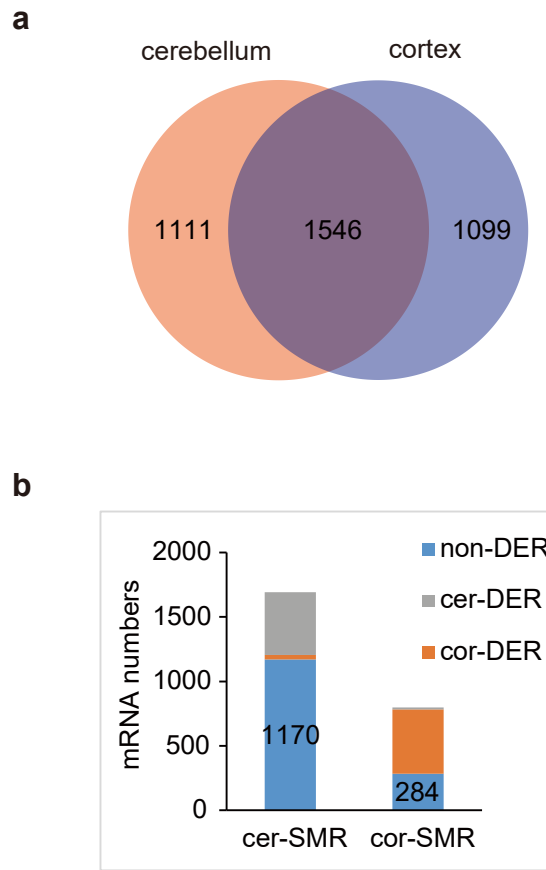 a
cerebellum cortex
1111 1546 1099
b
mRNA numbers
2000
1500
1000
500
0
non-DER
cer-DER
cor-DER
1170
284
cer-SMR cor-SMR